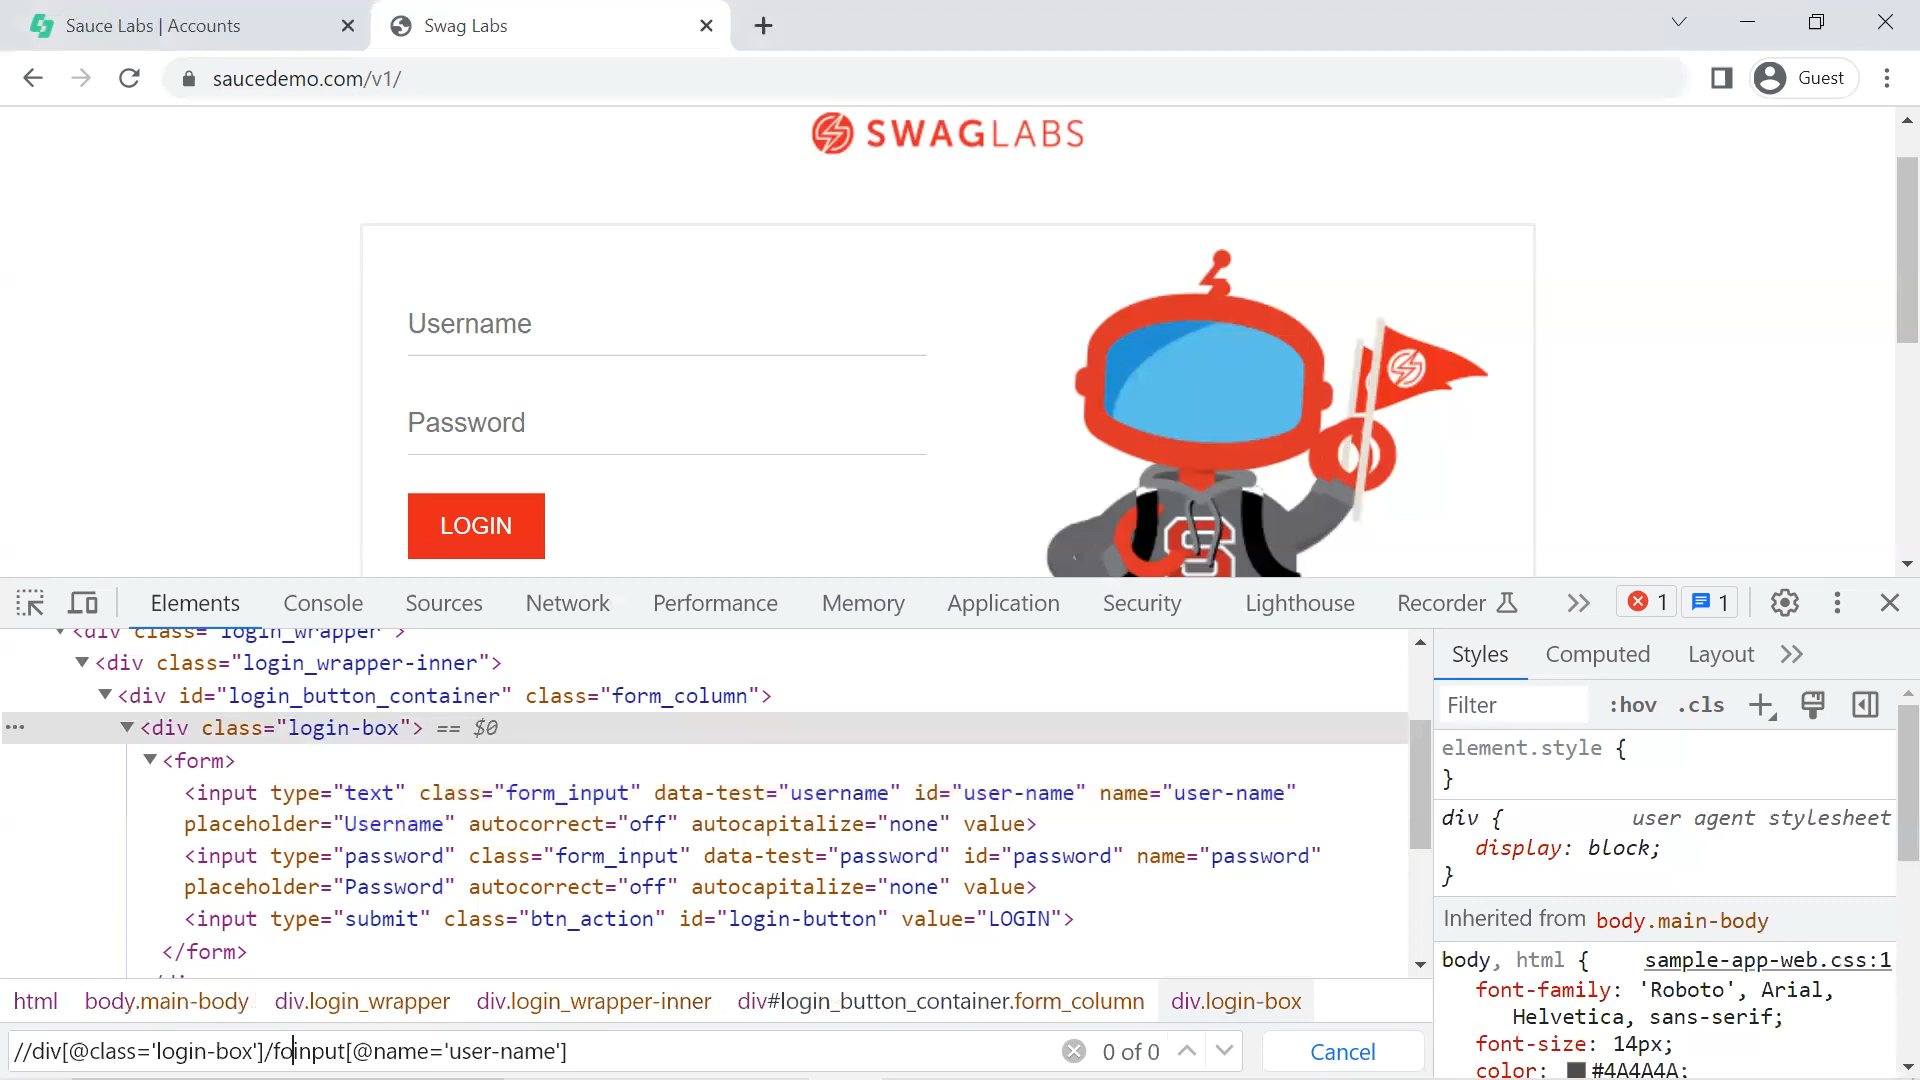 Sauce Labs | Accounts
Swag Labs
saucedemo.com/v1/
Guest
SWAGLABS
Username
Password
LOGIN
Elements Console Sources Network Performance Memory Application Security Lighthouse Recorder 1 1
<div class="login_wrapper">
<div class="login_wrapper-inner">
<div id="login_button_container" class="form_column">
<div class="login-box"> == $0
<form>
<input type="text" class="form_input" data-test="username" id="user-name" name="user-name"
placeholder="Username" autocorrect="off" autocapitalize="none" value>
<input type="password" class="form_input" data-test="password" id="password" name="password"
placeholder="Password" autocorrect="off" autocapitalize="none" value>
<input type="submit" class="btn_action" id="login-button" value="LOGIN">
</form>
html body.main-body div.login_wrapper div.login_wrapper-inner div#login_button_container.form_column div.login-box
//div[@class='login-box']/foinput[@name='user-name']
0 of 0
Cancel
Styles Computed Layout
Filter :hov .cls
element.style {
}
div { user agent stylesheet
display: block;
}
Inherited from body.main-body
body, html { sample-app-web.css:1
font-family: 'Roboto', Arial,
Helvetica, sans-serif;
font-size: 14px;
color: #4A4A4A;